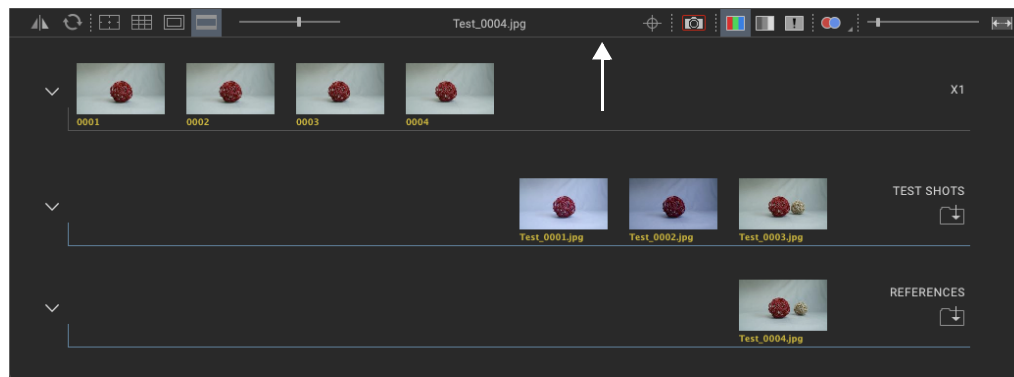 Test_0004.jpg
X1
0001 0002 0003 0004
TEST SHOTS
Test_0001.jpg Test_0002.jpg Test_0003.jpg
REFERENCES
Test_0004.jpg